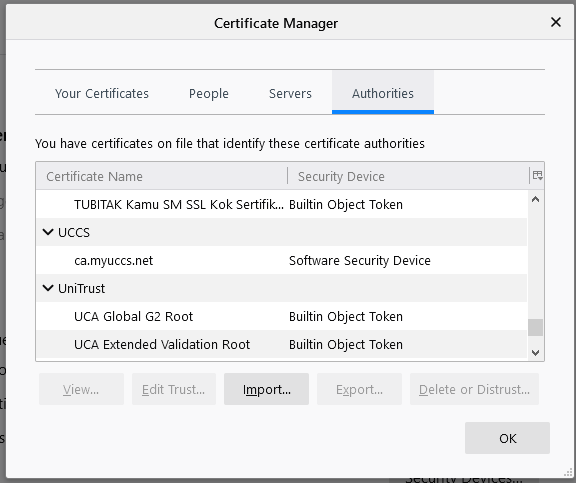 Certificate Manager
Your Certificates People Servers Authorities
You have certificates on file that identify these certificate authorities
Certificate Name Security Device
TUBITAK Kamu SM SSL Kok Sertifik... Builtin Object Token
UCCS
ca.myuccs.net Software Security Device
UniTrust
UCA Global G2 Root Builtin Object Token
UCA Extended Validation Root Builtin Object Token
View... Edit Trust... Import... Export... Delete or Distrust...
OK
Security Devices...